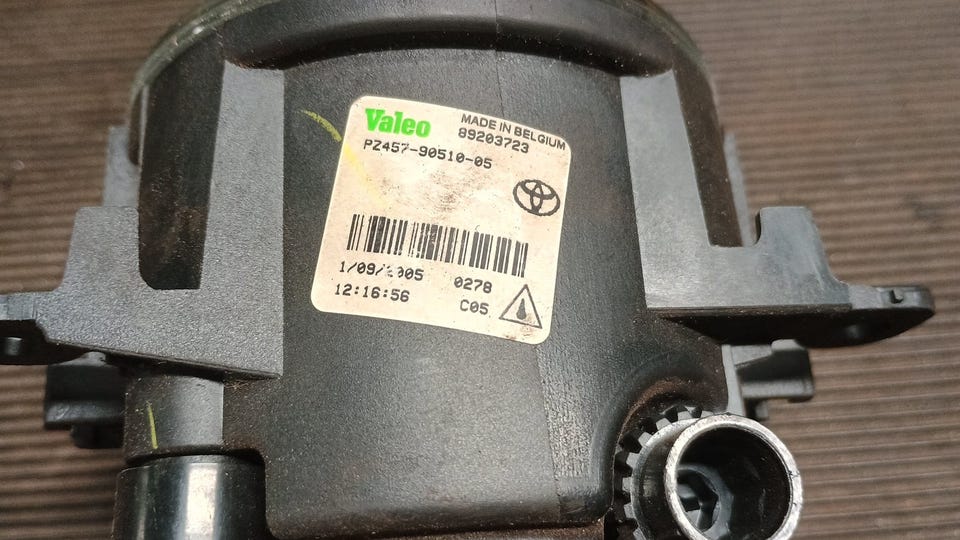 Valeo
MADE IN BELGIUM
89203723
PZ457-90510-05
1/09/2005
0278
12:16:56
C05